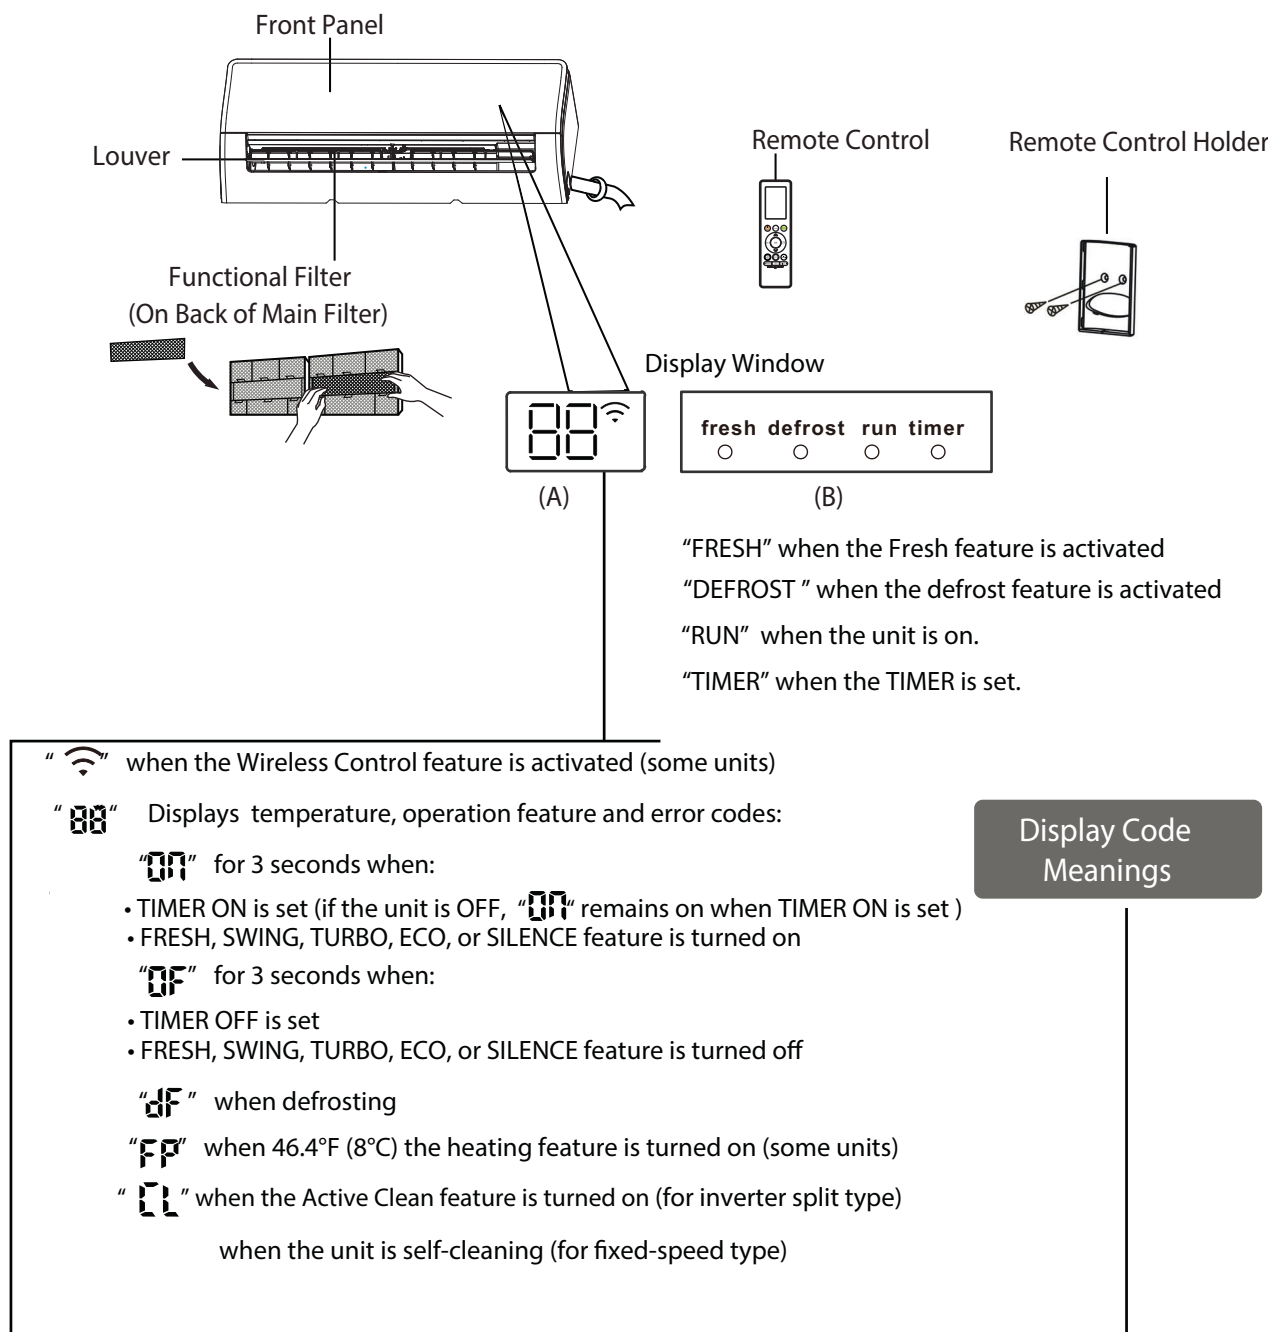 Front Panel
Louver
Remote Control
Remote Control Holder
Functional Filter
(On Back of Main Filter)
Display Window
88
fresh defrost run timer
(A)
(B)
“FRESH” when the Fresh feature is activated
“DEFROST ” when the defrost feature is activated
“RUN” when the unit is on.
“TIMER” when the TIMER is set.
“ ” when the Wireless Control feature is activated (some units)
“ 88 “ Displays temperature, operation feature and error codes:
“ON” for 3 seconds when:
• TIMER ON is set (if the unit is OFF, “ON“ remains on when TIMER ON is set )
• FRESH, SWING, TURBO, ECO, or SILENCE feature is turned on
“OF” for 3 seconds when:
• TIMER OFF is set
• FRESH, SWING, TURBO, ECO, or SILENCE feature is turned off
“dF ” when defrosting
“FP” when 46.4°F (8°C) the heating feature is turned on (some units)
“ CL ” when the Active Clean feature is turned on (for inverter split type)
when the unit is self-cleaning (for fixed-speed type)
Display Code
Meanings